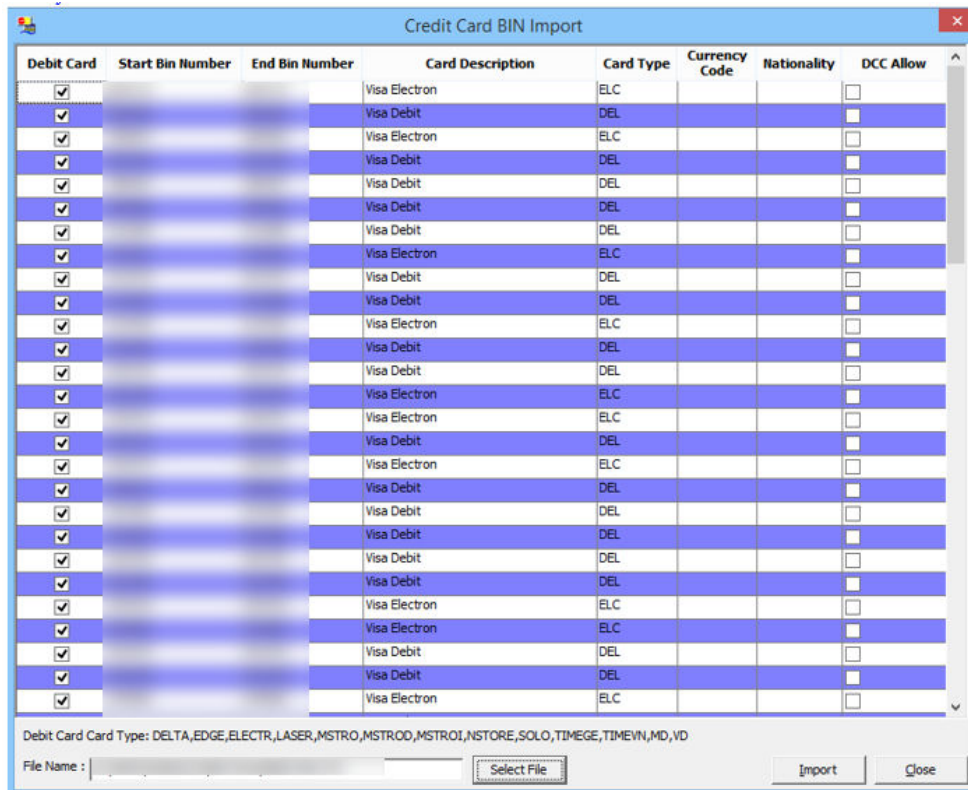 Credit Card BIN Import
Debit Card Start Bin Number End Bin Number Card Description Card Type Currency Code Nationality DCC Allow
Visa Electron ELC
Visa Debit DEL
Visa Electron ELC
Visa Debit DEL
Visa Debit DEL
Visa Debit DEL
Visa Debit DEL
Visa Electron ELC
Visa Debit DEL
Visa Debit DEL
Visa Electron ELC
Visa Debit DEL
Visa Debit DEL
Visa Electron ELC
Visa Electron ELC
Visa Debit DEL
Visa Electron ELC
Visa Debit DEL
Visa Debit DEL
Visa Debit DEL
Visa Debit DEL
Visa Debit DEL
Visa Electron ELC
Visa Electron ELC
Visa Debit DEL
Visa Debit DEL
Visa Electron ELC
Debit Card Card Type: DELTA,EDGE,ELECTR,LASER,MSTRO,MSTROD,MSTROI,NSTORE,SOLO,TIMEGE,TIMEVN,MD,VD
File Name : Select File Import Close